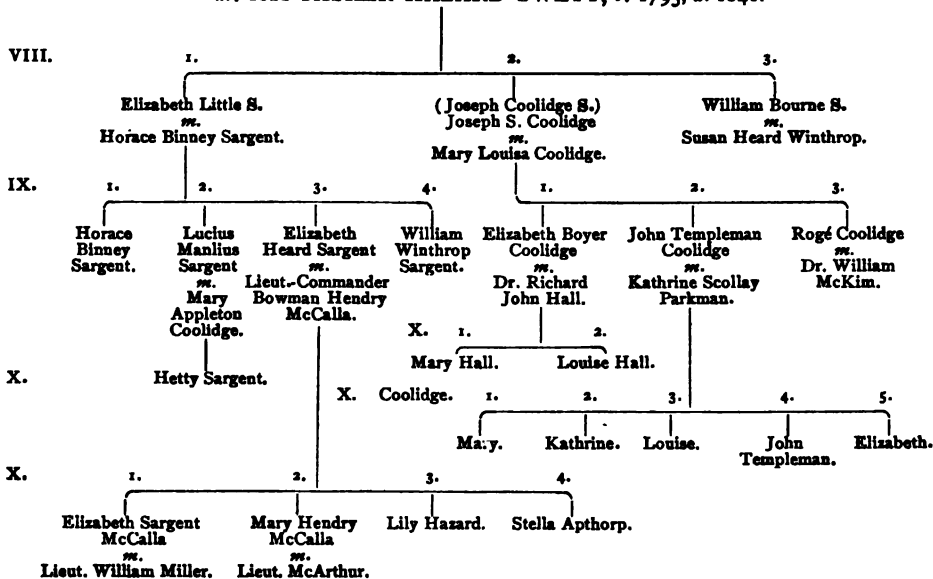 VIII. 1. 2. 3.
Elizabeth Little S.
m.
Horace Binney Sargent.
(Joseph Coolidge S.)
Joseph S. Coolidge
m.
Mary Louisa Coolidge.
William Bourne S.
m.
Susan Heard Winthrop.
IX. 1. 2. 3. 4. 1. 2. 3.
Horace
Binney
Sargent.
Lucius
Manlius
Sargent
m.
Mary
Appleton
Coolidge.
Elizabeth
Heard Sargent
m.
Lieut.-Commander
Bowman Hendry
McCalla.
William
Winthrop
Sargent.
Elizabeth Boyer
Coolidge
m.
Dr. Richard
John Hall.
John Templeman
Coolidge
m.
Kathrine Scollay
Parkman.
Rogé Coolidge
m.
Dr. William
McKim.
X. 1. 2.
Mary Hall. Louise Hall.
X. Hetty Sargent.
X. Coolidge. 1. 2. 3. 4. 5.
Mary. Kathrine. Louise. John
Templeman.
Elizabeth.
X. 1. 2. 3. 4.
Elizabeth Sargent
McCalla
m.
Lieut. William Miller.
Mary Hendry
McCalla
m.
Lieut. McArthur.
Lily Hazard. Stella Apthorp.